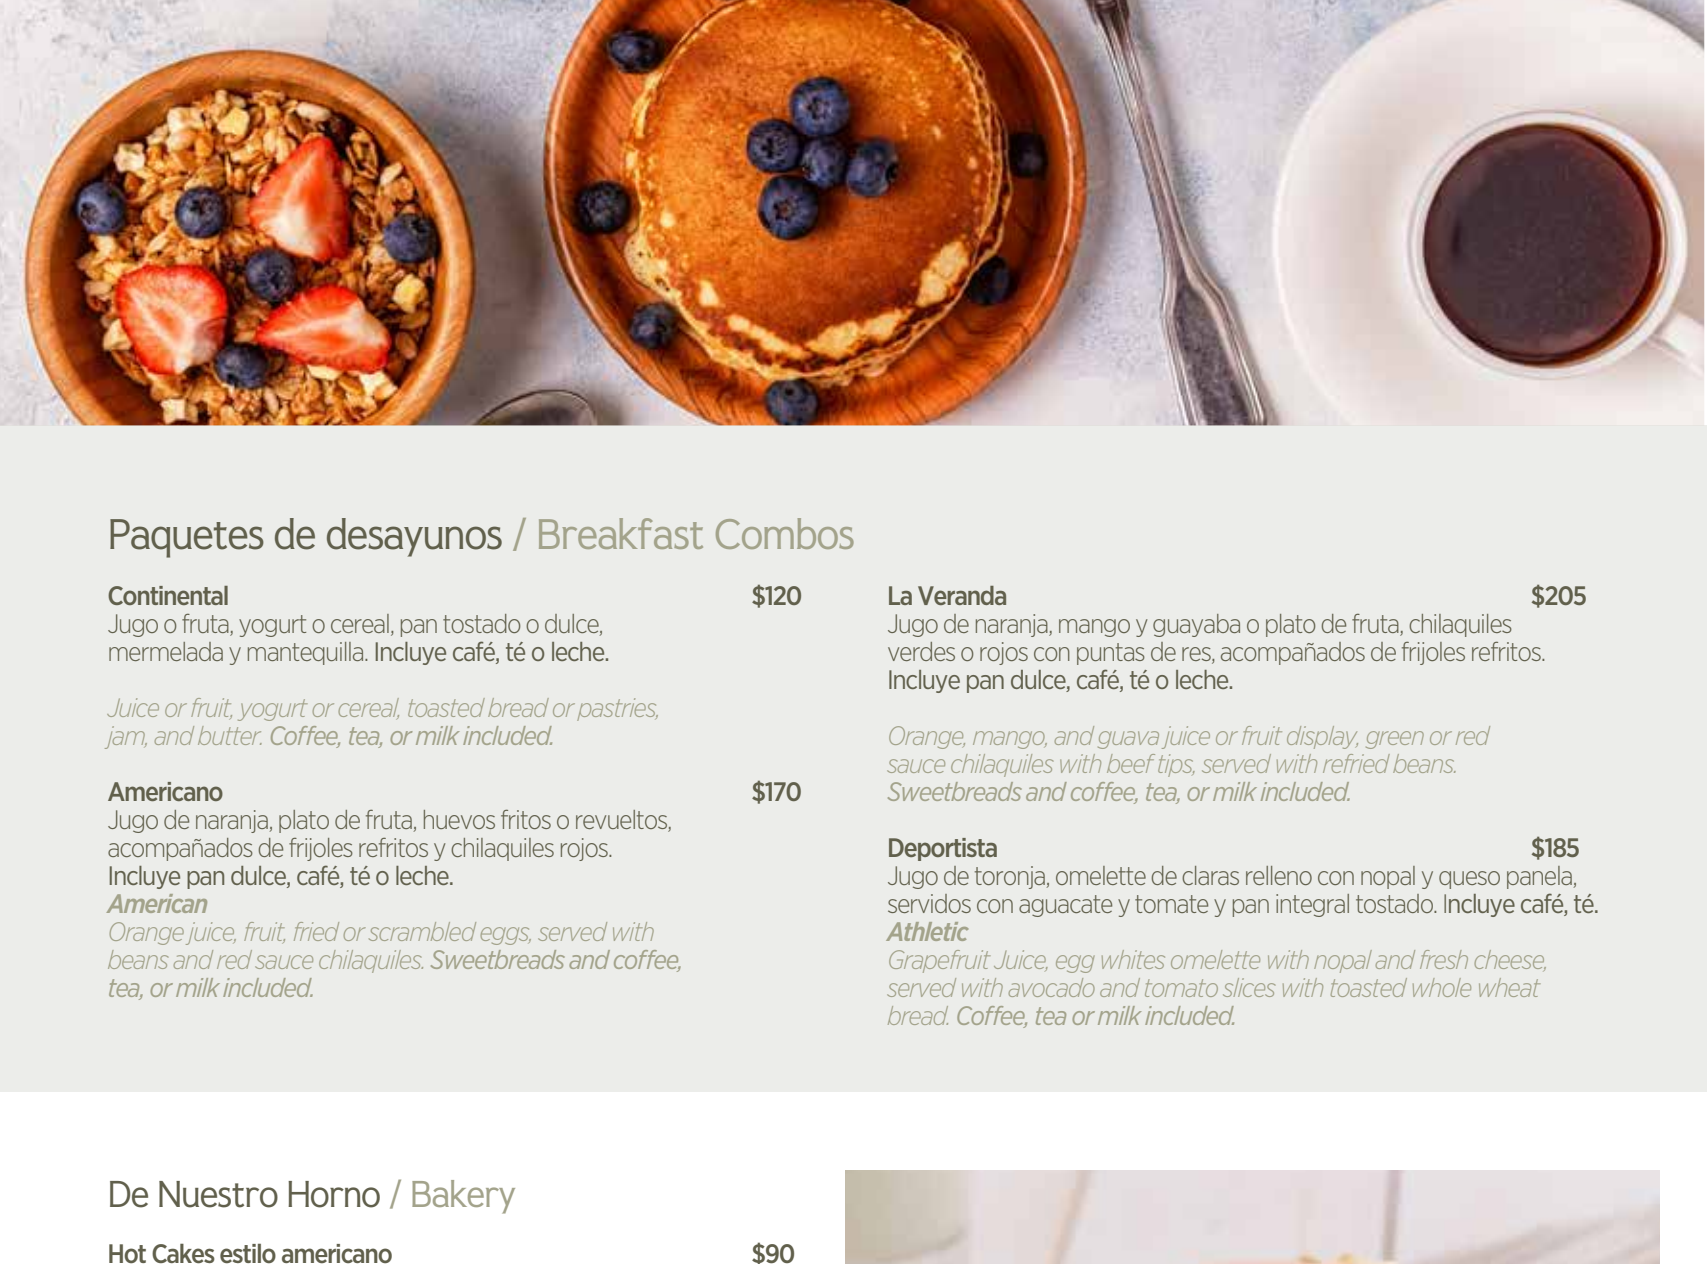 Paquetes de desayunos / Breakfast Combos
Continental $120
Jugo o fruta, yogurt o cereal, pan tostado o dulce,
mermelada y mantequilla. Incluye café, té o leche.
Juice or fruit, yogurt or cereal, toasted bread or pastries,
jam, and butter. Coffee, tea, or milk included.
Americano $170
Jugo de naranja, plato de fruta, huevos fritos o revueltos,
acompañados de frijoles refritos y chilaquiles rojos.
Incluye pan dulce, café, té o leche.
American
Orange juice, fruit, fried or scrambled eggs, served with
beans and red sauce chilaquiles. Sweetbreads and coffee,
tea, or milk included.
La Veranda $205
Jugo de naranja, mango y guayaba o plato de fruta, chilaquiles
verdes o rojos con puntas de res, acompañados de frijoles refritos.
Incluye pan dulce, café, té o leche.
Orange, mango, and guava juice or fruit display, green or red
sauce chilaquiles with beef tips, served with refried beans.
Sweetbreads and coffee, tea, or milk included.
Deportista $185
Jugo de toronja, omelette de claras relleno con nopal y queso panela,
servidos con aguacate y tomate y pan integral tostado. Incluye café, té.
Athletic
Grapefruit Juice, egg whites omelette with nopal and fresh cheese,
served with avocado and tomato slices with toasted whole wheat
bread. Coffee, tea or milk included.
De Nuestro Horno / Bakery
Hot Cakes estilo americano $90